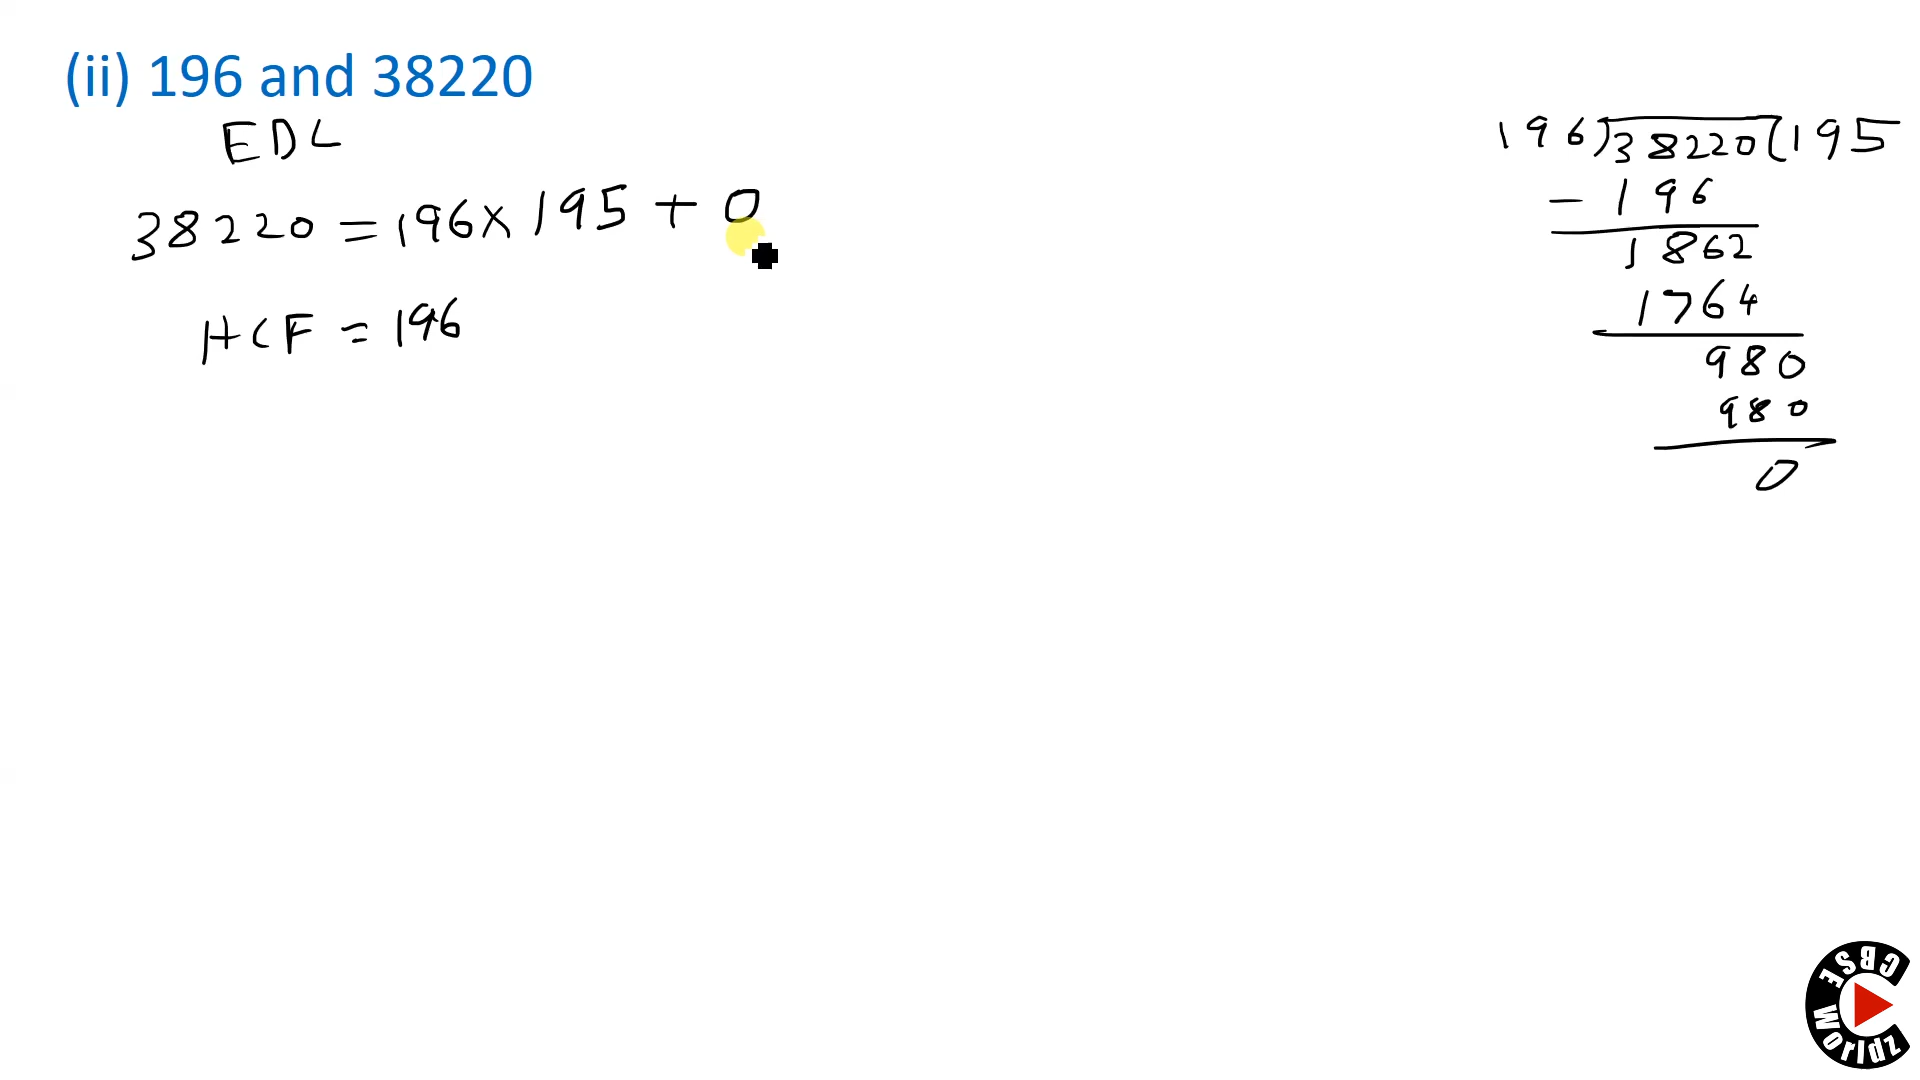 (ii) 196 and 38220
EDL
38220 = 196 × 195 + 0
HCF = 196
196)38220(195
- 196
1862
1764
980
980
0
CBSE Worldz